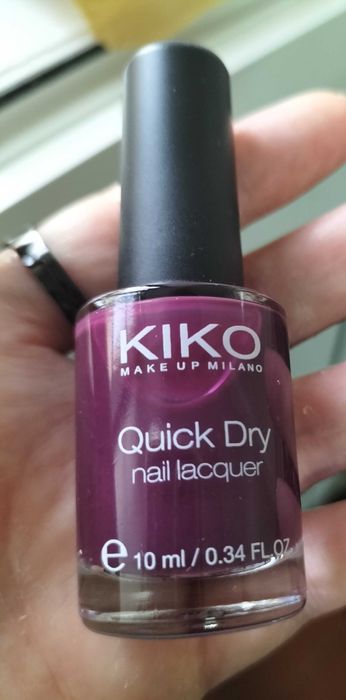 KIKO
MAKE UP MILANO
Quick Dry
nail lacquer
℮ 10 ml / 0.34 FL.OZ.